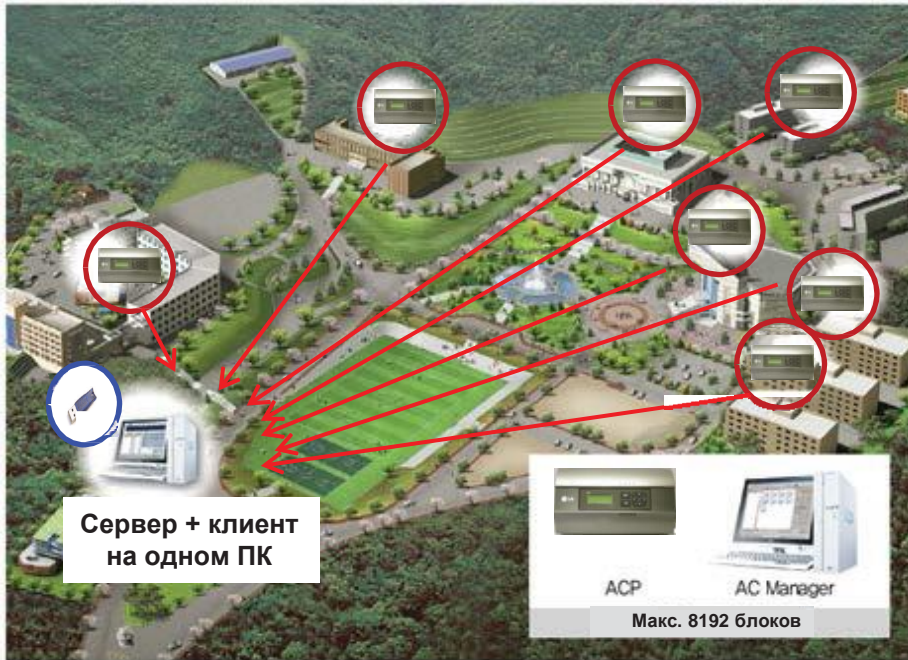 Сервер + клиент
на одном ПК
ACP
AC Manager
Макс. 8192 блоков